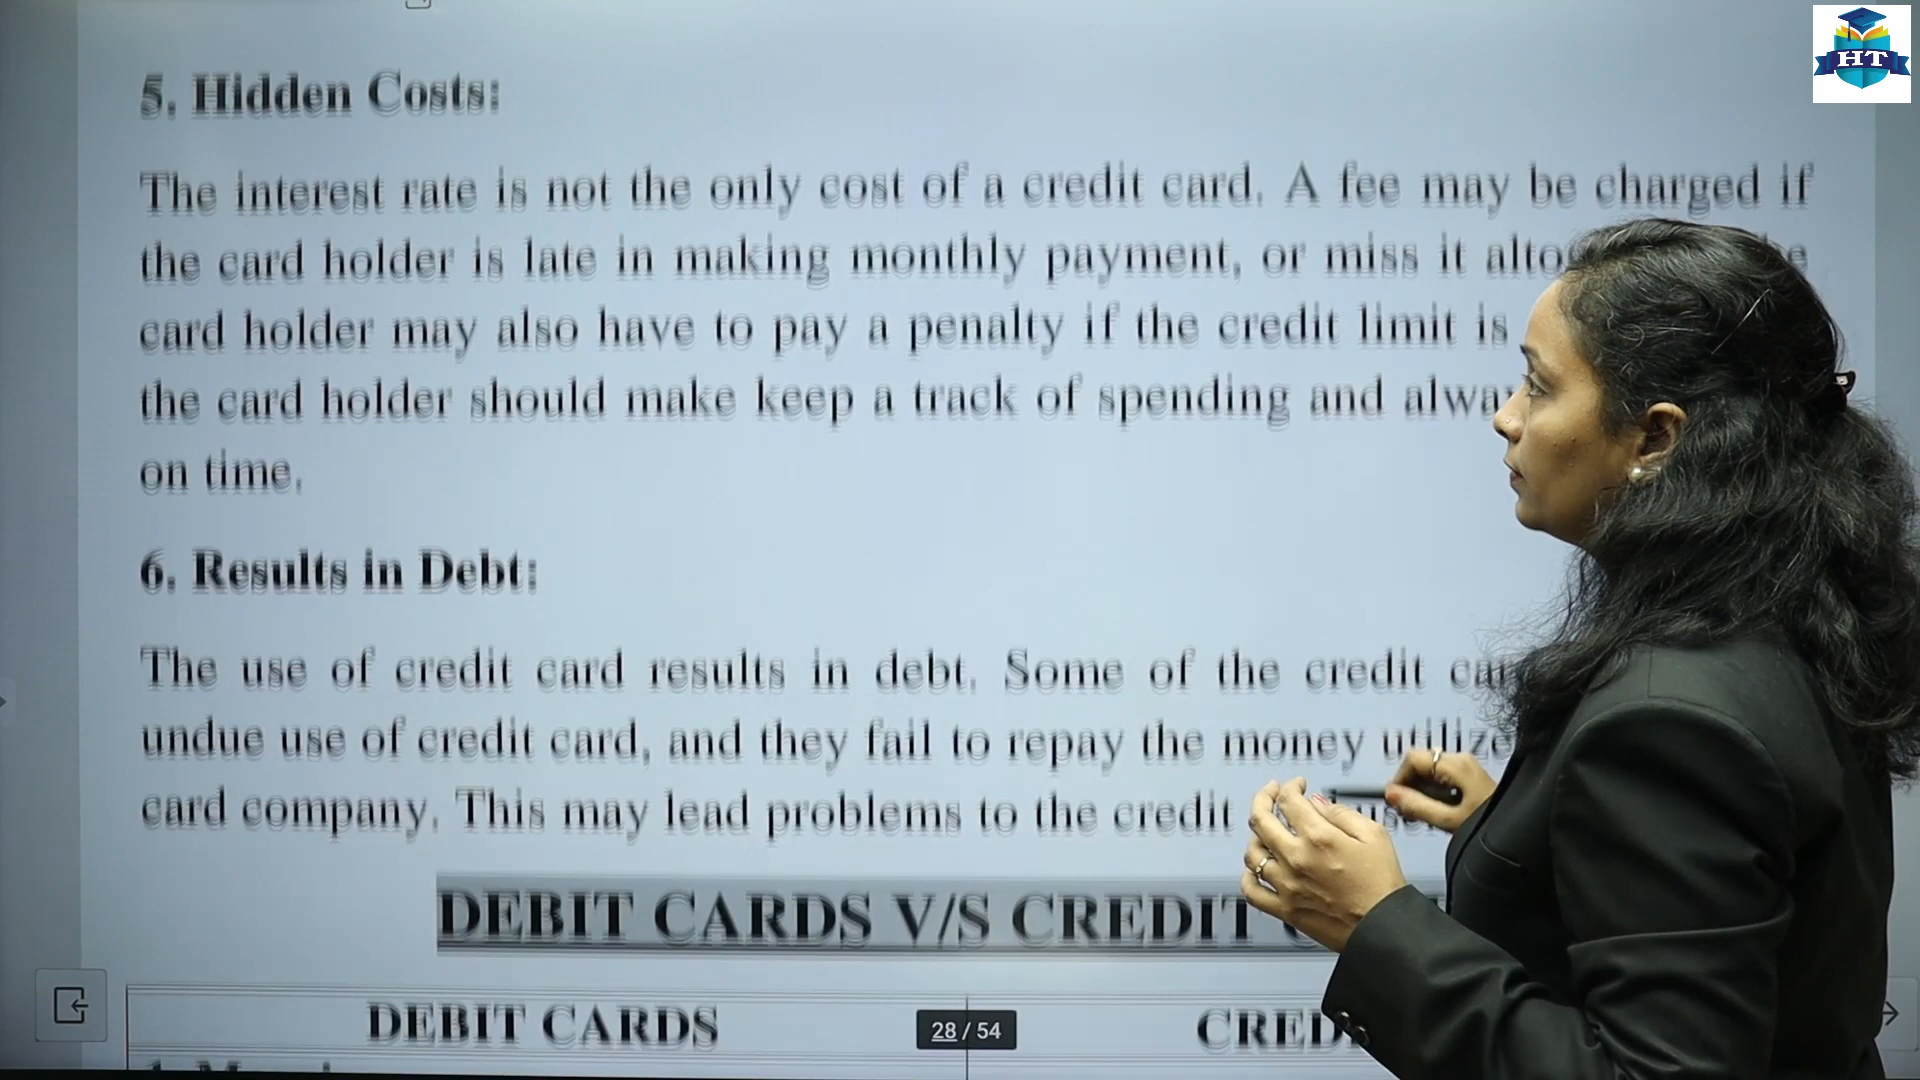 HT
5. Hidden Costs:
The interest rate is not the only cost of a credit card. A fee may be charged if
the card holder is late in making monthly payment, or miss it
card holder may also have to pay a penalty if the credit limit is
the card holder should make keep a track of spending and
on time.
6. Results in Debt:
The use of credit card results in debt. Some of the credit
undue use of credit card, and they fail to repay the money
card company. This may lead problems to the credit
DEBIT CARDS V/S CREDIT
DEBIT CARDS
28 / 54